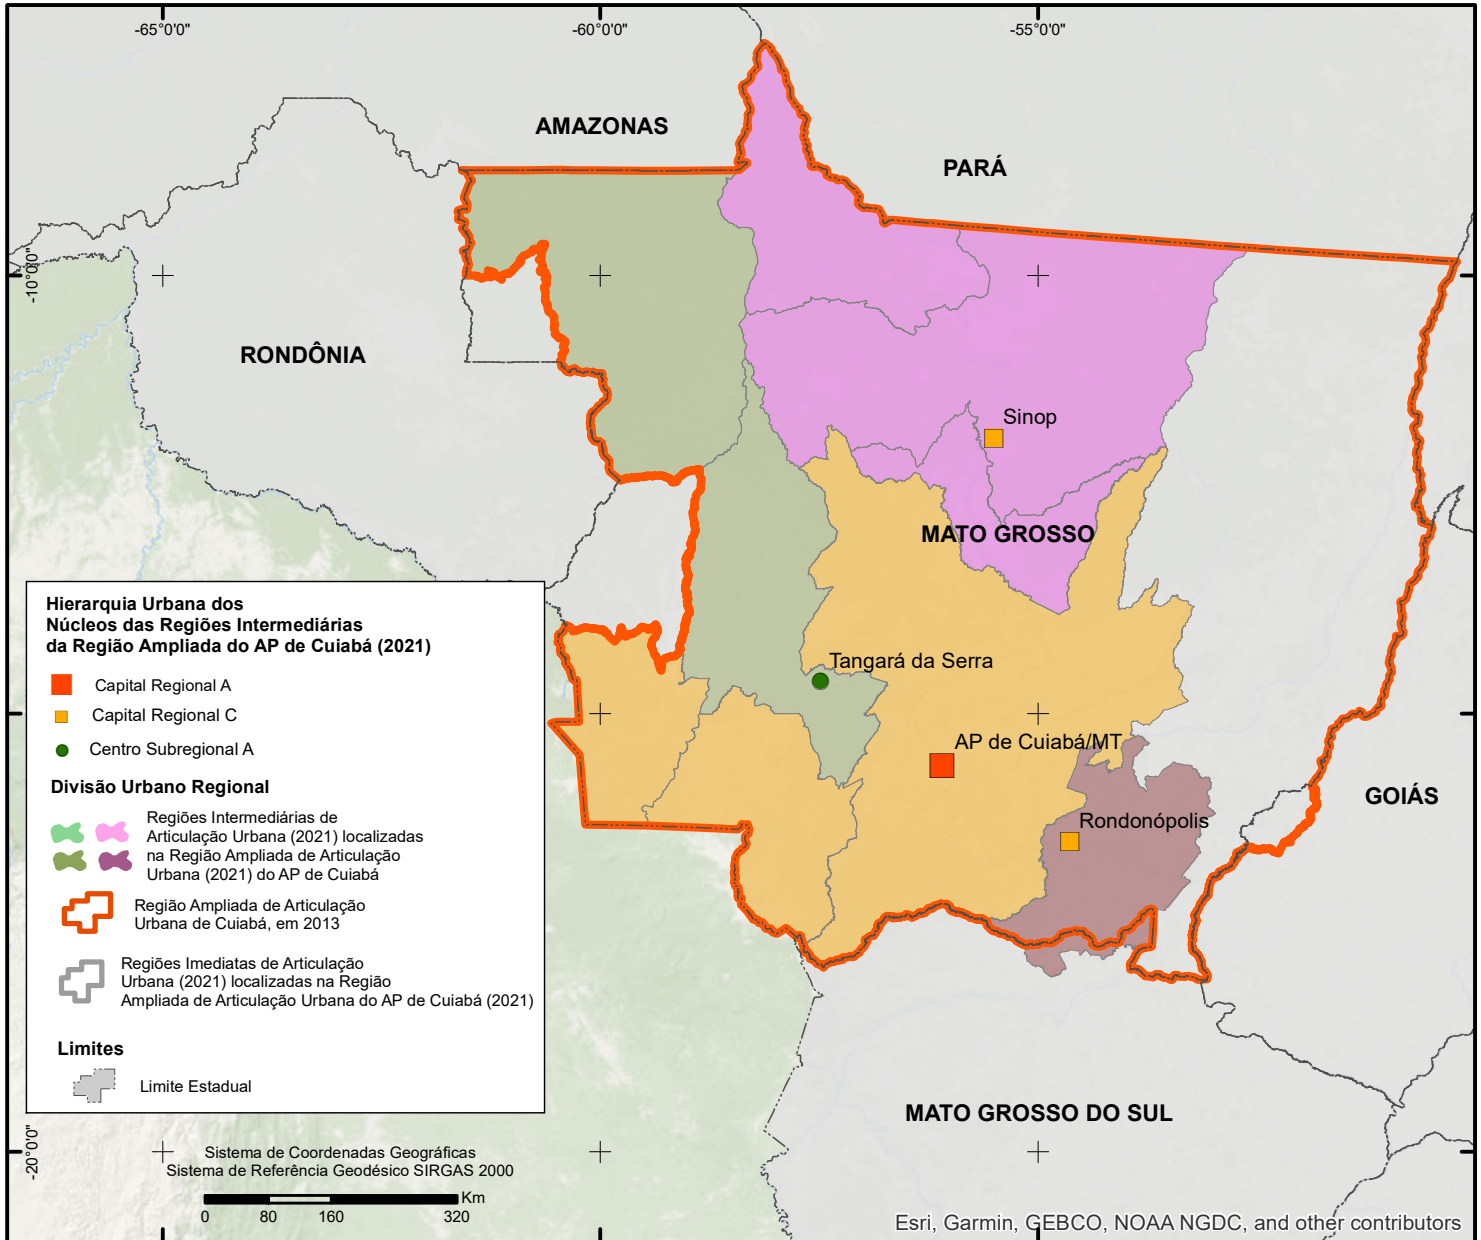 -65°0'0"
-60°0'0"
-55°0'0"
AMAZONAS
PARÁ
-10°0'0"
RONDÔNIA
Sinop
MATO GROSSO
Hierarquia Urbana dos
Núcleos das Regiões Intermediárias
da Região Ampliada do AP de Cuiabá (2021)
Capital Regional A
Capital Regional C
Centro Subregional A
Divisão Urbano Regional
Regiões Intermediárias de
Articulação Urbana (2021) localizadas
na Região Ampliada de Articulação
Urbana (2021) do AP de Cuiabá
Região Ampliada de Articulação
Urbana de Cuiabá, em 2013
Regiões Imediatas de Articulação
Urbana (2021) localizadas na Região
Ampliada de Articulação Urbana do AP de Cuiabá (2021)
Limites
Limite Estadual
Tangará da Serra
AP de Cuiabá/MT
Rondonópolis
GOIÁS
MATO GROSSO DO SUL
-20°0'0"
Sistema de Coordenadas Geográficas
Sistema de Referência Geodésico SIRGAS 2000
Km
0 80 160 320
Esri, Garmin, GEBCO, NOAA NGDC, and other contributors